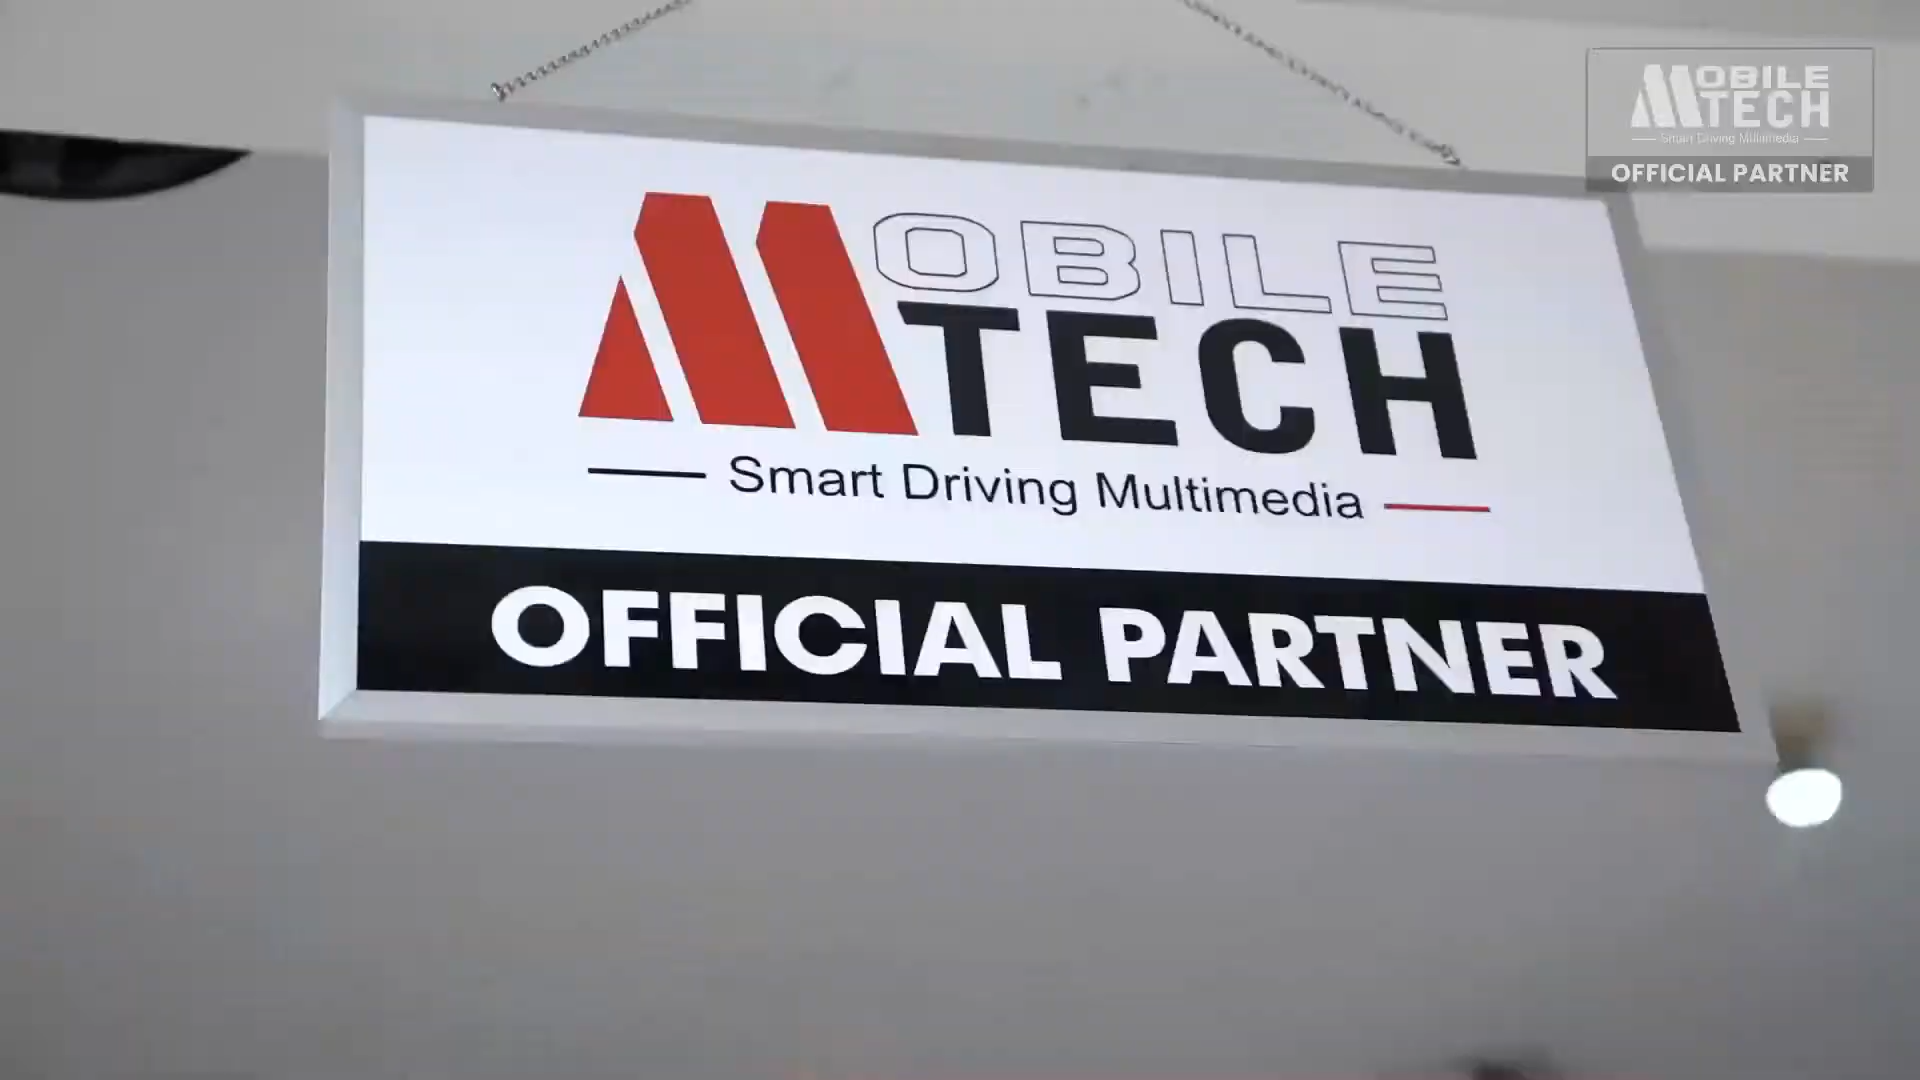 MOBILE
TECH
Smart Driving Multimedia
OFFICIAL PARTNER
MOBILE
TECH
Smart Driving Multimedia
OFFICIAL PARTNER